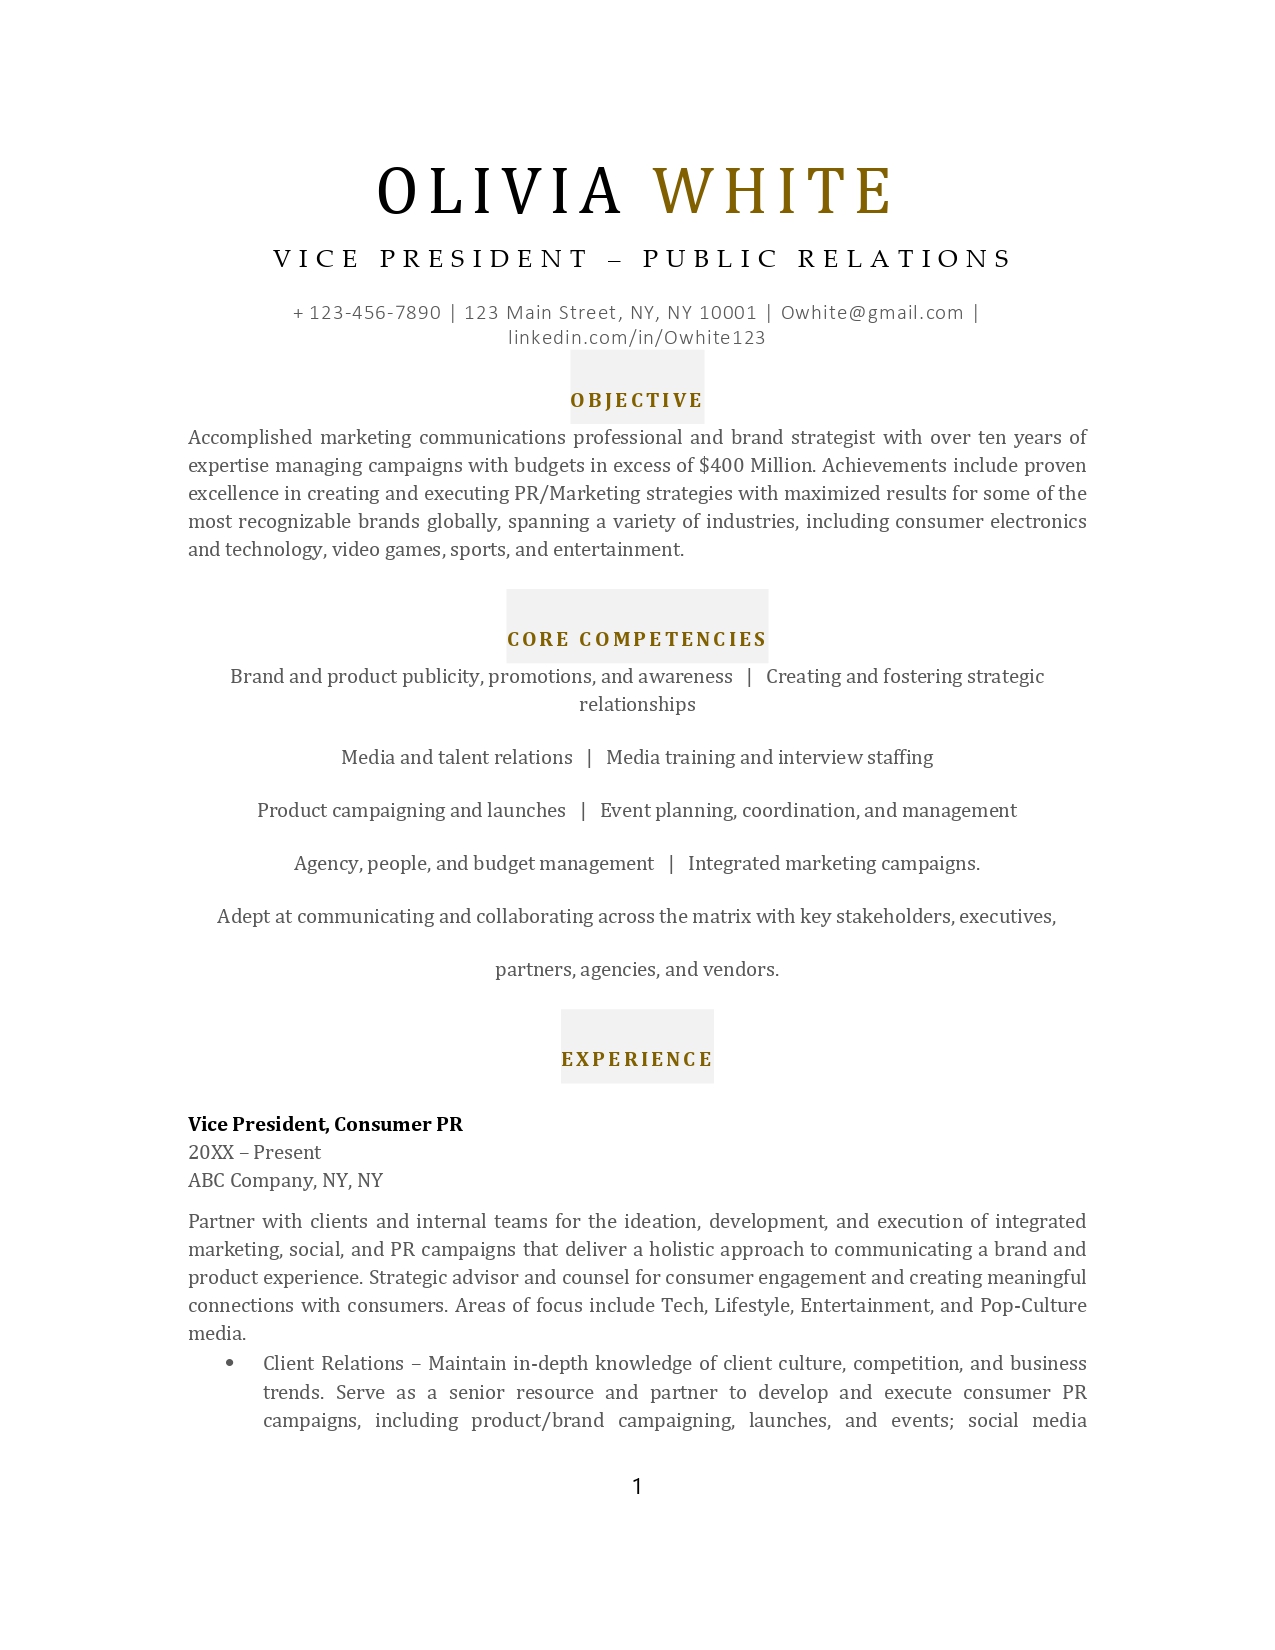 OLIVIA WHITE
VICE PRESIDENT – PUBLIC RELATIONS
+ 123-456-7890 | 123 Main Street, NY, NY 10001 | Owhite@gmail.com |
linkedin.com/in/Owhite123
OBJECTIVE
Accomplished marketing communications professional and brand strategist with over ten years of
expertise managing campaigns with budgets in excess of $400 Million. Achievements include proven
excellence in creating and executing PR/Marketing strategies with maximized results for some of the
most recognizable brands globally, spanning a variety of industries, including consumer electronics
and technology, video games, sports, and entertainment.
CORE COMPETENCIES
Brand and product publicity, promotions, and awareness | Creating and fostering strategic
relationships
Media and talent relations | Media training and interview staffing
Product campaigning and launches | Event planning, coordination, and management
Agency, people, and budget management | Integrated marketing campaigns.
Adept at communicating and collaborating across the matrix with key stakeholders, executives,
partners, agencies, and vendors.
EXPERIENCE
Vice President, Consumer PR
20XX – Present
ABC Company, NY, NY
Partner with clients and internal teams for the ideation, development, and execution of integrated
marketing, social, and PR campaigns that deliver a holistic approach to communicating a brand and
product experience. Strategic advisor and counsel for consumer engagement and creating meaningful
connections with consumers. Areas of focus include Tech, Lifestyle, Entertainment, and Pop-Culture
media.
• Client Relations – Maintain in-depth knowledge of client culture, competition, and business
trends. Serve as a senior resource and partner to develop and execute consumer PR
campaigns, including product/brand campaigning, launches, and events; social media
1